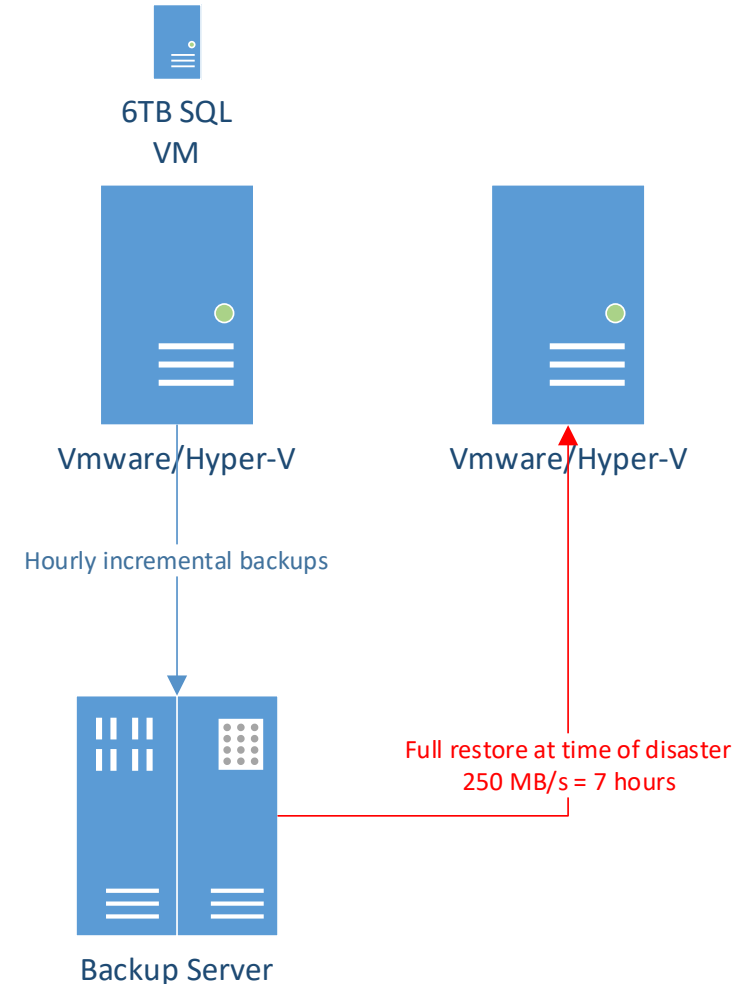 6TB SQL
VM
Vmware/Hyper-V
Vmware/Hyper-V
Hourly incremental backups
Full restore at time of disaster
250 MB/s = 7 hours
Backup Server